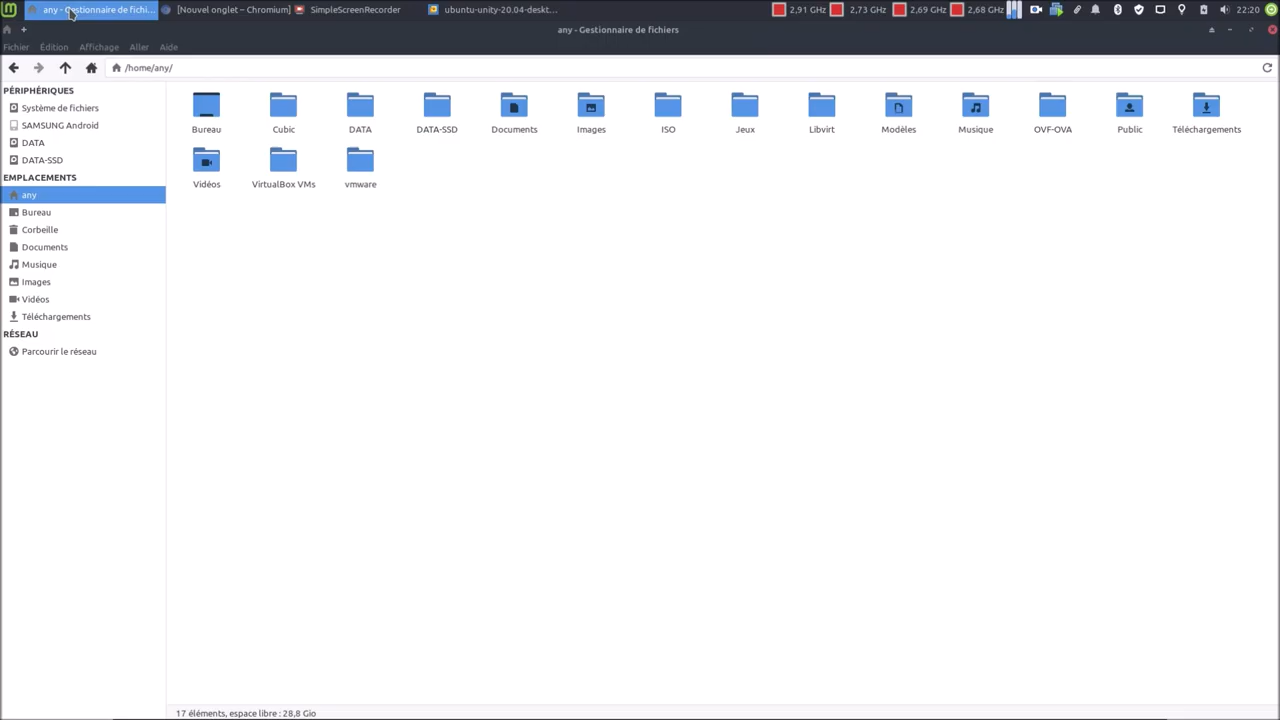 any - Gestionnaire de fichi...
[Nouvel onglet – Chromium]
SimpleScreenRecorder
ubuntu-unity-20.04-deskt...
2,91 GHz
2,73 GHz
2,69 GHz
2,68 GHz
22:20
any - Gestionnaire de fichiers
Fichier Édition Affichage Aller Aide
/home/any/
PÉRIPHÉRIQUES
Système de fichiers
SAMSUNG Android
DATA
DATA-SSD
EMPLACEMENTS
any
Bureau
Corbeille
Documents
Musique
Images
Vidéos
Téléchargements
RÉSEAU
Parcourir le réseau
Bureau Cubic DATA DATA-SSD Documents Images ISO Jeux Libvirt Modèles Musique OVF-OVA Public Téléchargements
Vidéos VirtualBox VMs vmware
17 éléments, espace libre : 28,8 Gio